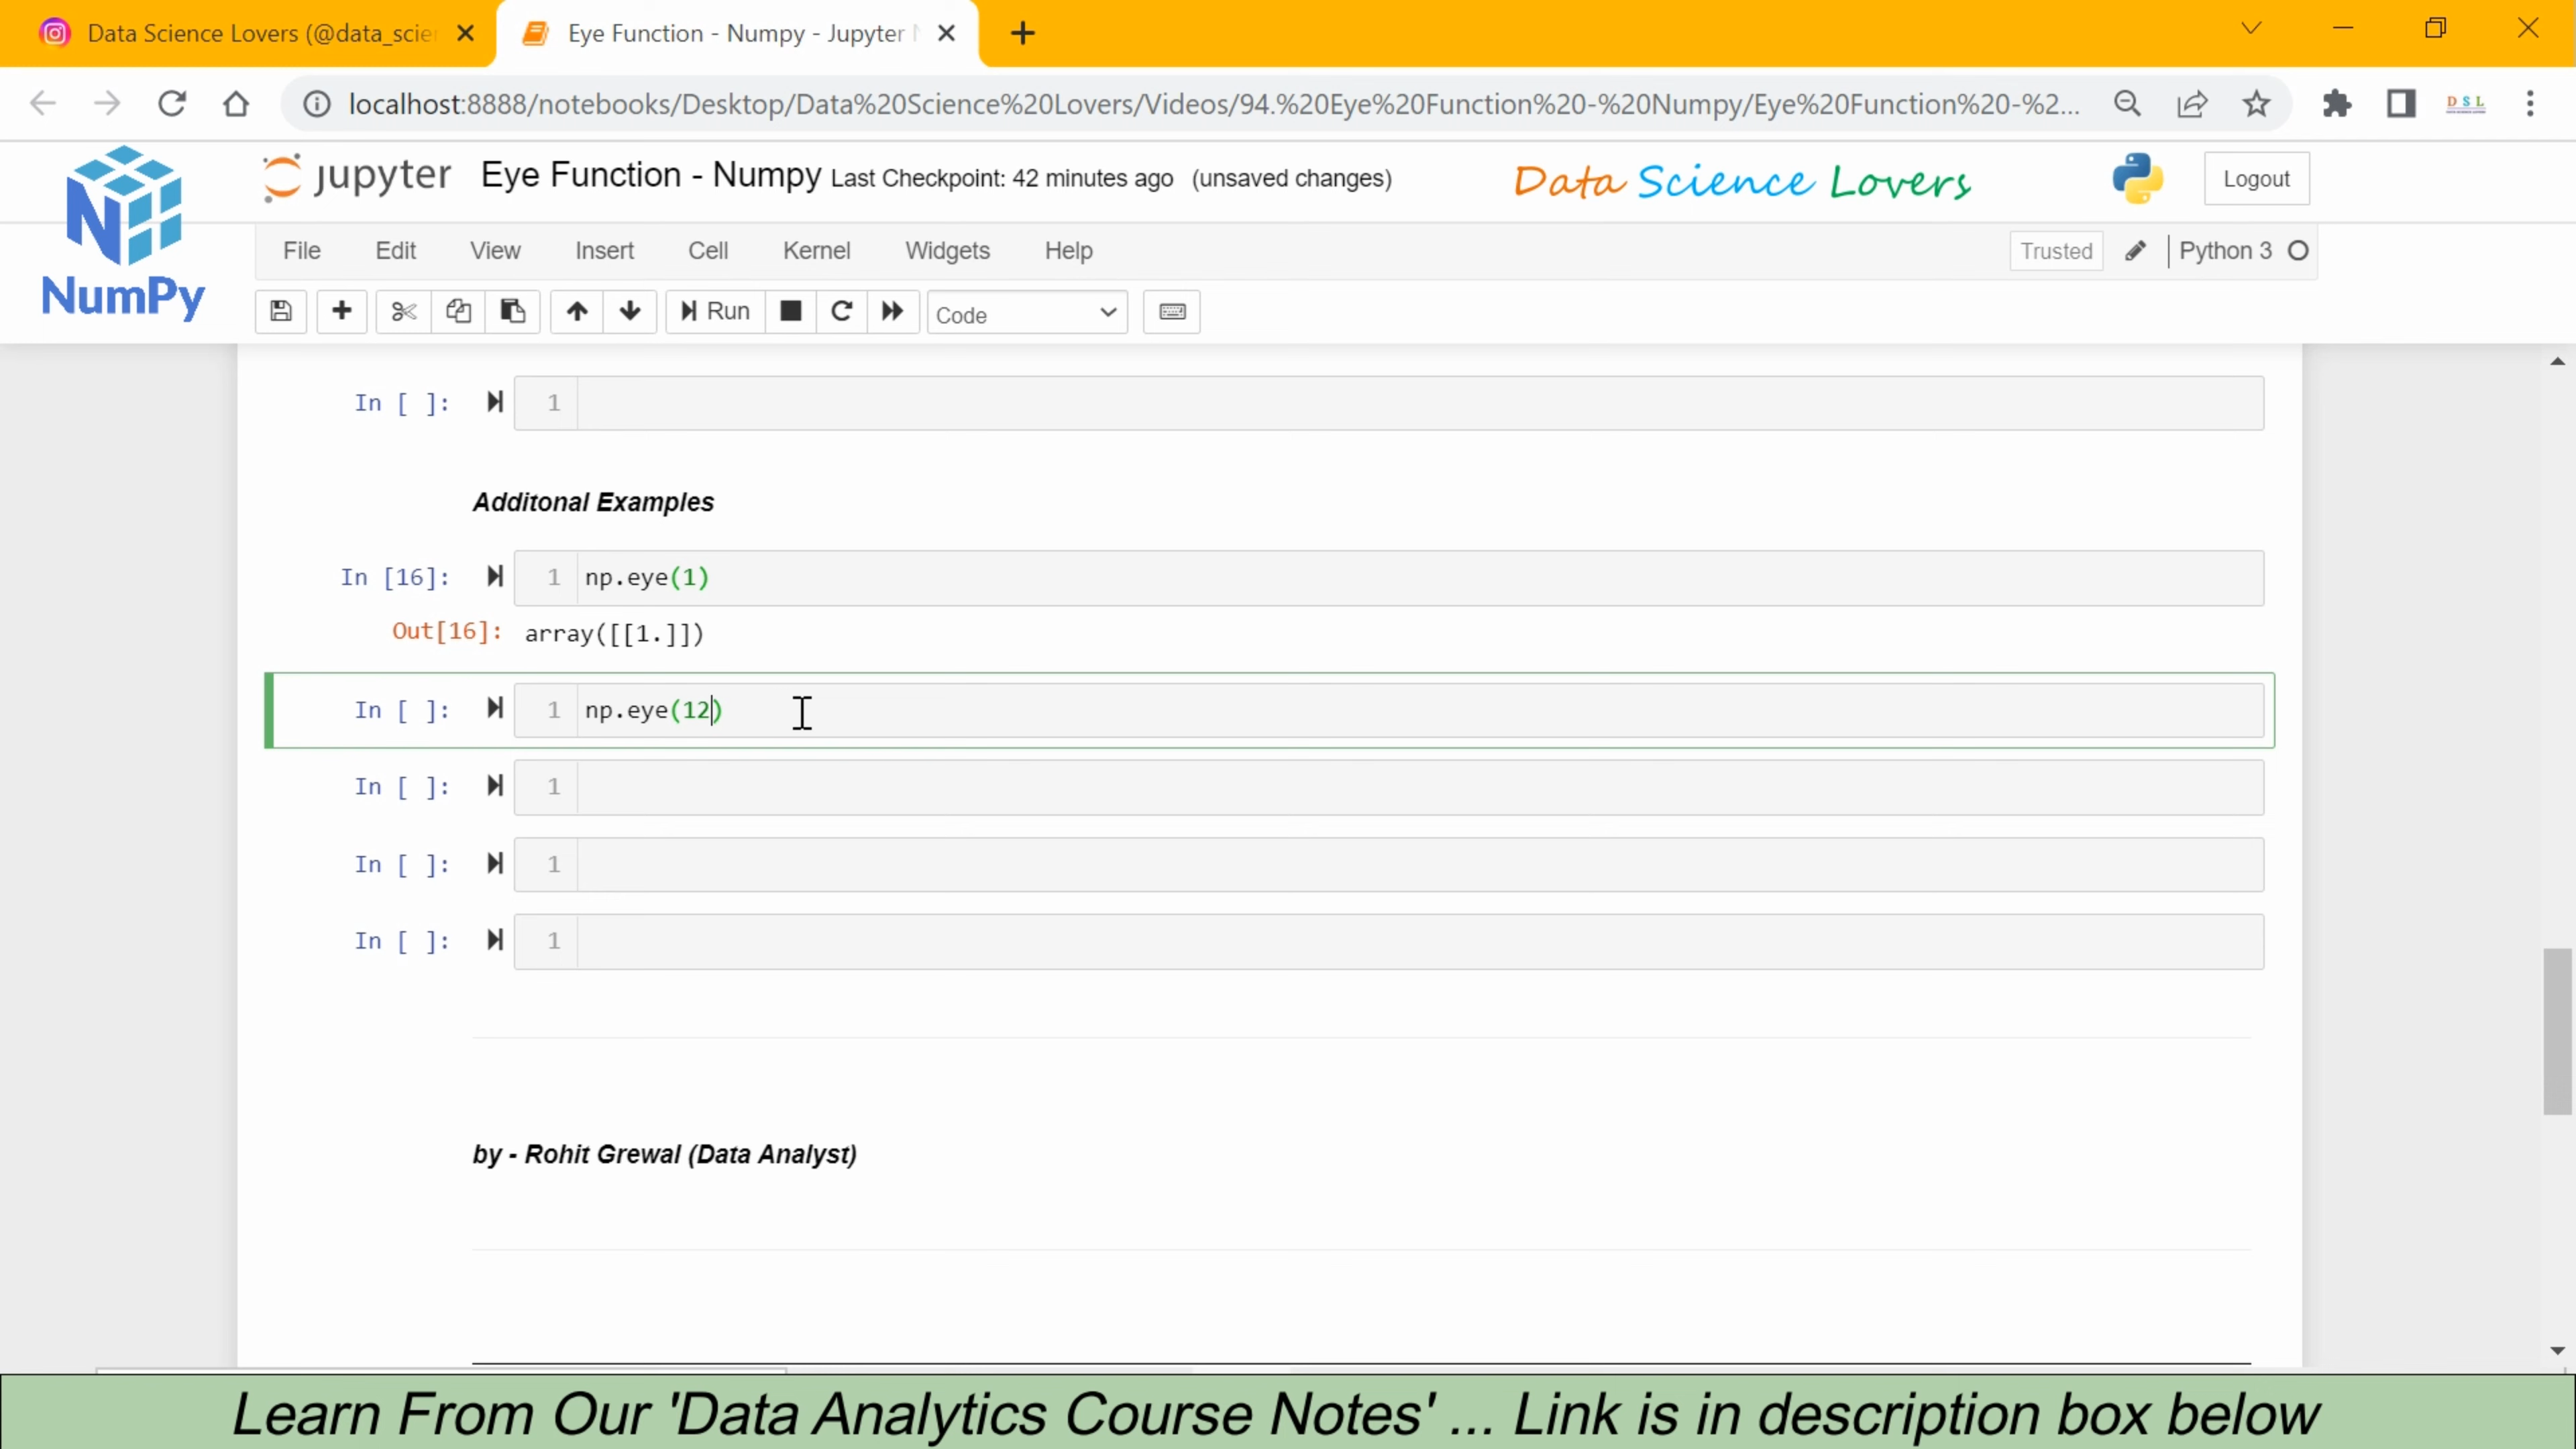 Data Science Lovers (@data_scie
Eye Function - Numpy - Jupyter
localhost:8888/notebooks/Desktop/Data%20Science%20Lovers/Videos/94.%20Eye%20Function%20-%20Numpy/Eye%20Function%20-%2...
DSL
NumPy
jupyter Eye Function - Numpy Last Checkpoint: 42 minutes ago (unsaved changes)
Data Science Lovers
Logout
File Edit View Insert Cell Kernel Widgets Help
Trusted Python 3
Run Code
In [ ]: 1
Additonal Examples
In [16]: 1 np.eye(1)
Out[16]: array([[1.]])
In [ ]: 1 np.eye(12)
In [ ]: 1
In [ ]: 1
In [ ]: 1
by - Rohit Grewal (Data Analyst)
Learn From Our 'Data Analytics Course Notes' ... Link is in description box below